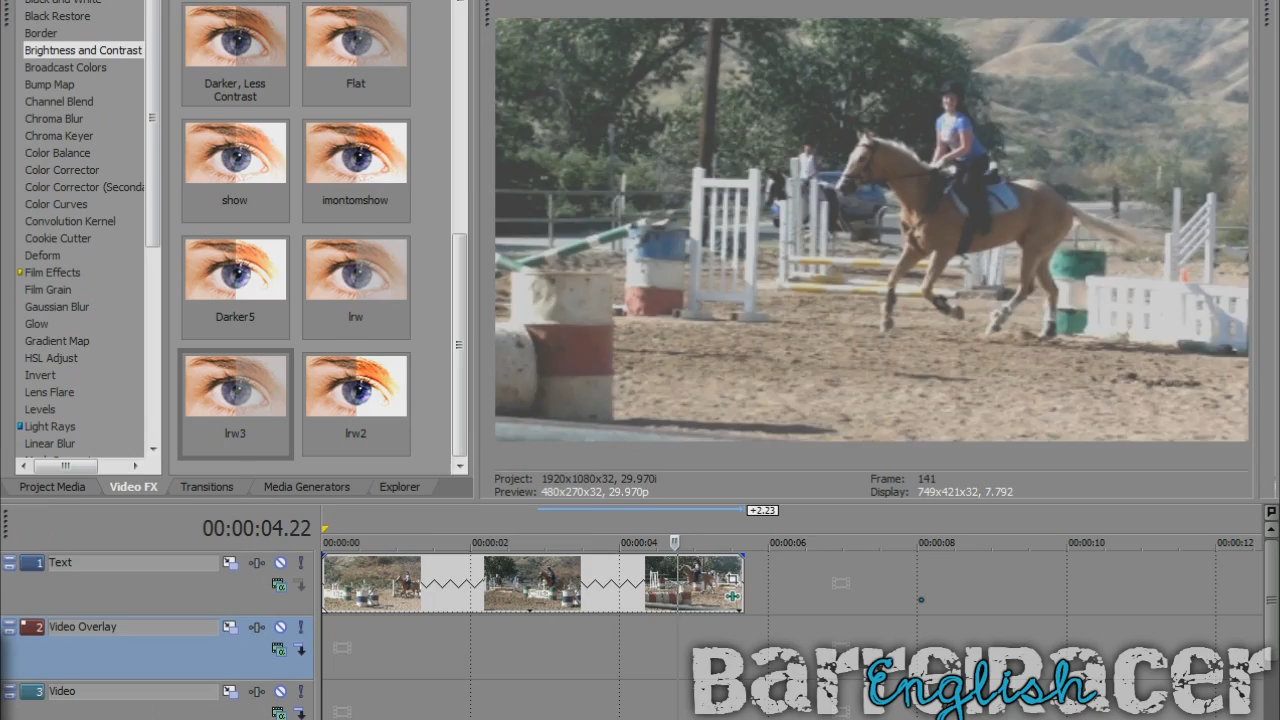 Black and White
Black Restore
Border
Brightness and Contrast
Broadcast Colors
Bump Map
Channel Blend
Chroma Blur
Chroma Keyer
Color Balance
Color Corrector
Color Corrector (Seconda
Color Curves
Convolution Kernel
Cookie Cutter
Deform
Film Effects
Film Grain
Gaussian Blur
Glow
Gradient Map
HSL Adjust
Invert
Lens Flare
Levels
Light Rays
Linear Blur
Darker, Less
Contrast
Flat
show
imontomshow
Darker5
lrw
lrw3
lrw2
Project Media
Video FX
Transitions
Media Generators
Explorer
Project: 1920x1080x32, 29.970i
Preview: 480x270x32, 29.970p
Frame: 141
Display: 749x421x32, 7.792
+2.23
00:00:04.22
00:00:00
00:00:02
00:00:04
00:00:06
00:00:08
00:00:10
00:00:12
1 Text
2 Video Overlay
3 Video
BarrelRacer
English